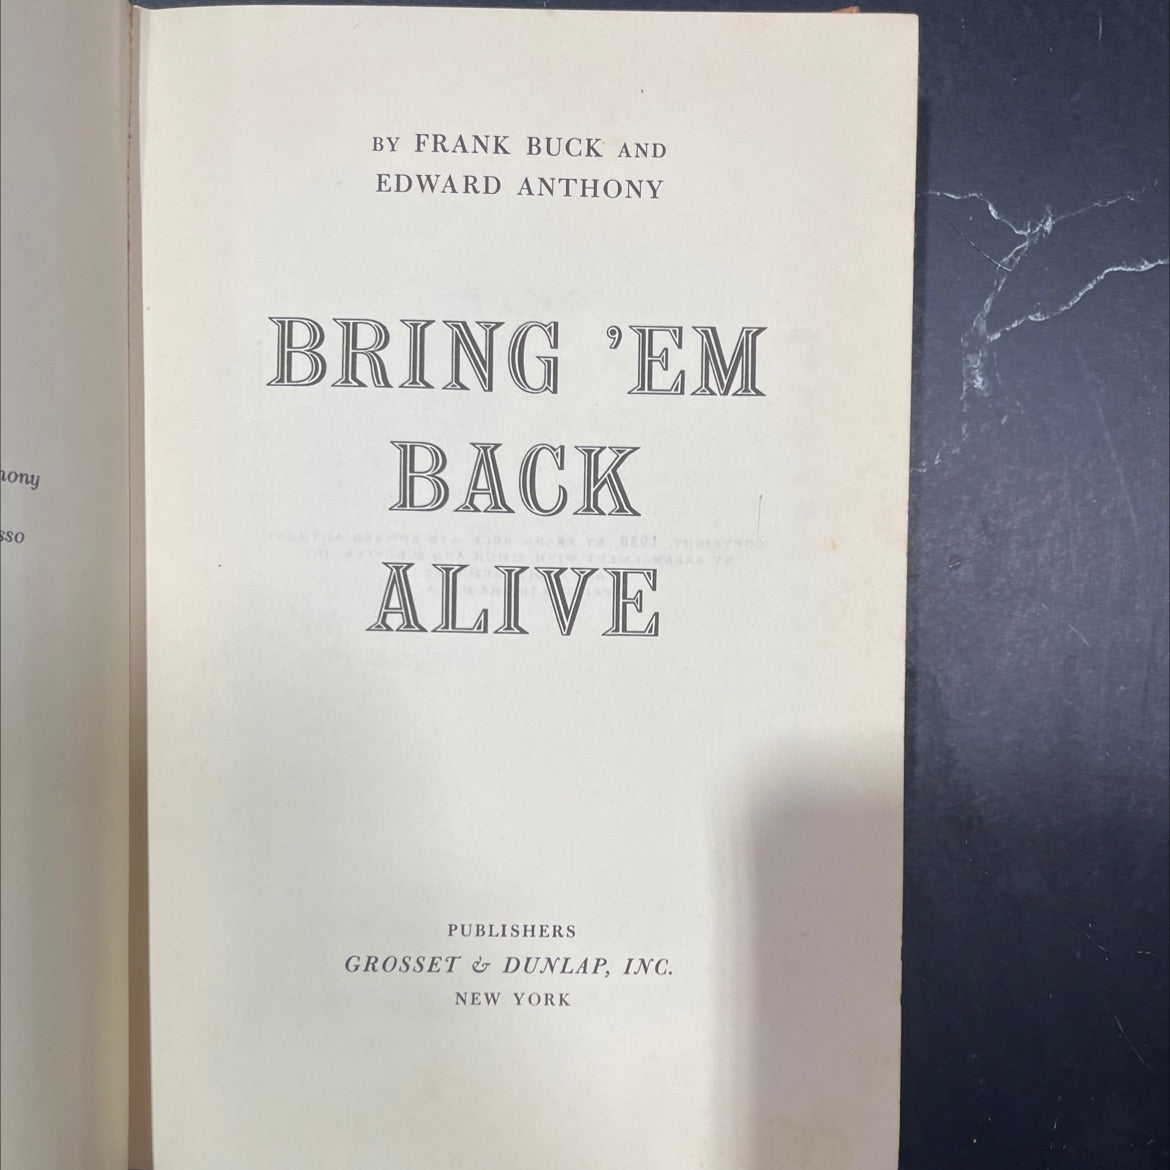 BY FRANK BUCK AND
EDWARD ANTHONY
BRING 'EM
BACK
ALIVE
PUBLISHERS
GROSSET & DUNLAP, INC.
NEW YORK